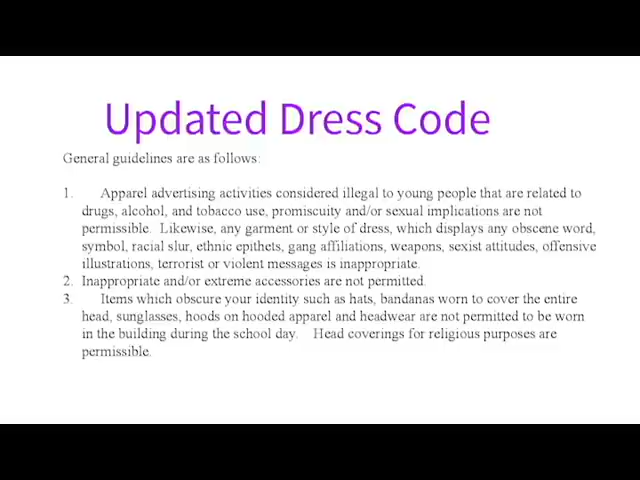 Updated Dress Code
General guidelines are as follows:
1. Apparel advertising activities considered illegal to young people that are related to
drugs, alcohol, and tobacco use, promiscuity and/or sexual implications are not
permissible. Likewise, any garment or style of dress, which displays any obscene word,
symbol, racial slur, ethnic epithets, gang affiliations, weapons, sexist attitudes, offensive
illustrations, terrorist or violent messages is inappropriate.
2. Inappropriate and/or extreme accessories are not permitted.
3. Items which obscure your identity such as hats, bandanas worn to cover the entire
head, sunglasses, hoods on hooded apparel and headwear are not permitted to be worn
in the building during the school day. Head coverings for religious purposes are
permissible.